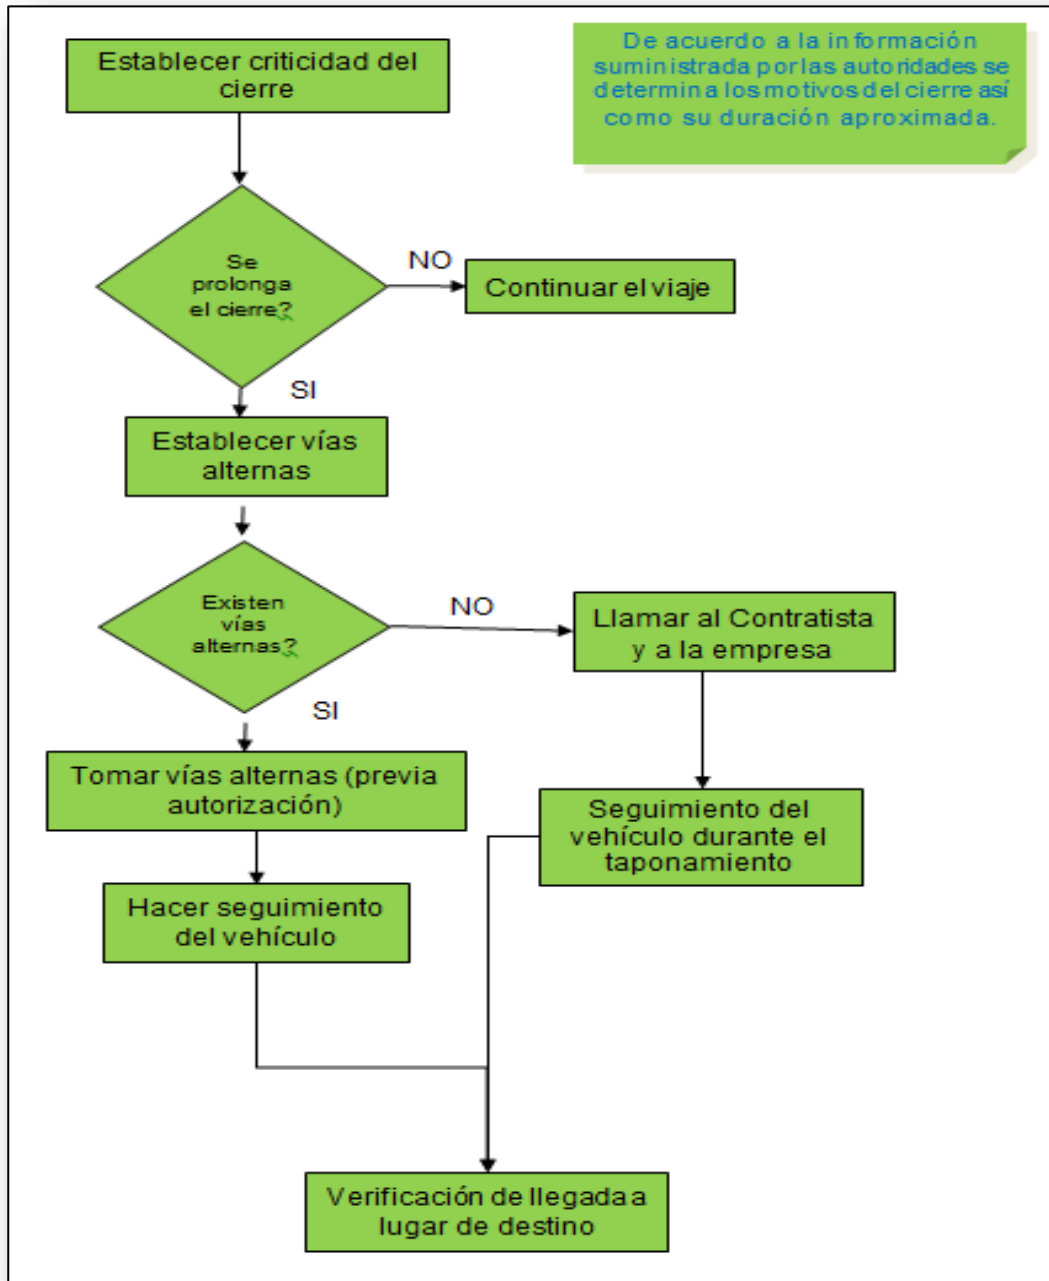 Establecer criticidad del
cierre
De acuerdo a la información
suministrada por las autoridades se
determina los motivos del cierre así
como su duración aproximada.
Se
prolonga
el cierre?
NO
Continuar el viaje
SI
Establecer vías
alternas
Existen
vías
alternas?
NO
Llamar al Contratista
y a la empresa
SI
Tomar vías alternas (previa
autorización)
Seguimiento del
vehículo durante el
taponamiento
Hacer seguimiento
del vehículo
Verificación de llegada a
lugar de destino